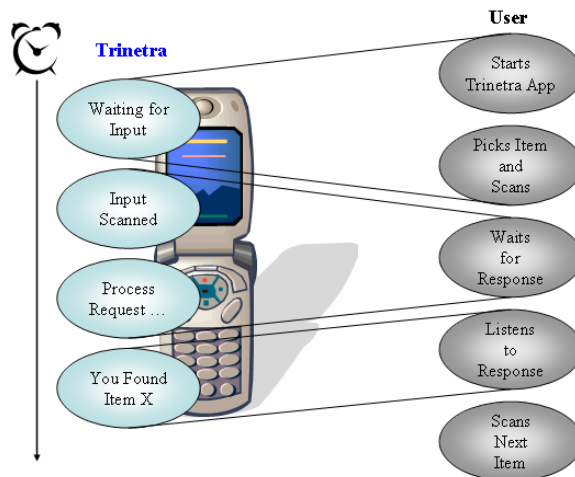 User
Trinetra
Starts
Trinetra App
Waiting for
Input
Picks Item
and
Scans
Input
Scanned
Waits
for
Response
Process
Request ...
Listens
to
Response
You Found
Item X
Scans
Next
Item